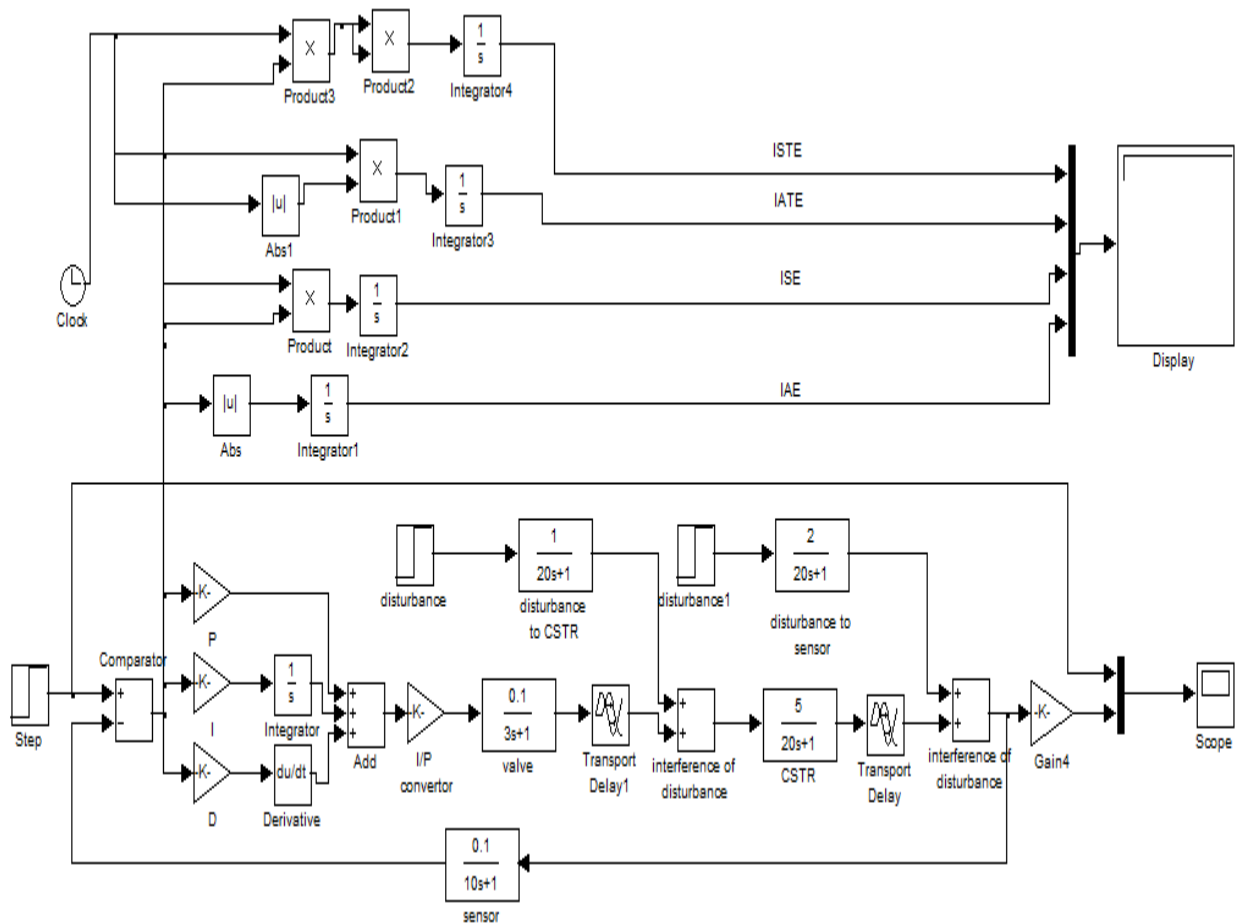 X
Product3
X
Product2
1
s
Integrator4
ISTE
X
Product1
|u|
Abs1
1
s
Integrator3
IATE
Clock
X
Product
1
s
Integrator2
ISE
|u|
Abs
1
s
Integrator1
IAE
Display
disturbance
1
20s+1
disturbance
to CSTR
disturbance1
2
20s+1
disturbance to
sensor
Step
Comparator
+
−
-K-
P
-K-
I
-K-
D
1
s
Integrator
du/dt
Derivative
+
+
+
Add
-K-
I/P
convertor
0.1
3s+1
valve
Transport
Delay1
+
+
interference of
disturbance
5
20s+1
CSTR
Transport
Delay
+
+
interference of
disturbance
-K-
Gain4
Scope
0.1
10s+1
sensor